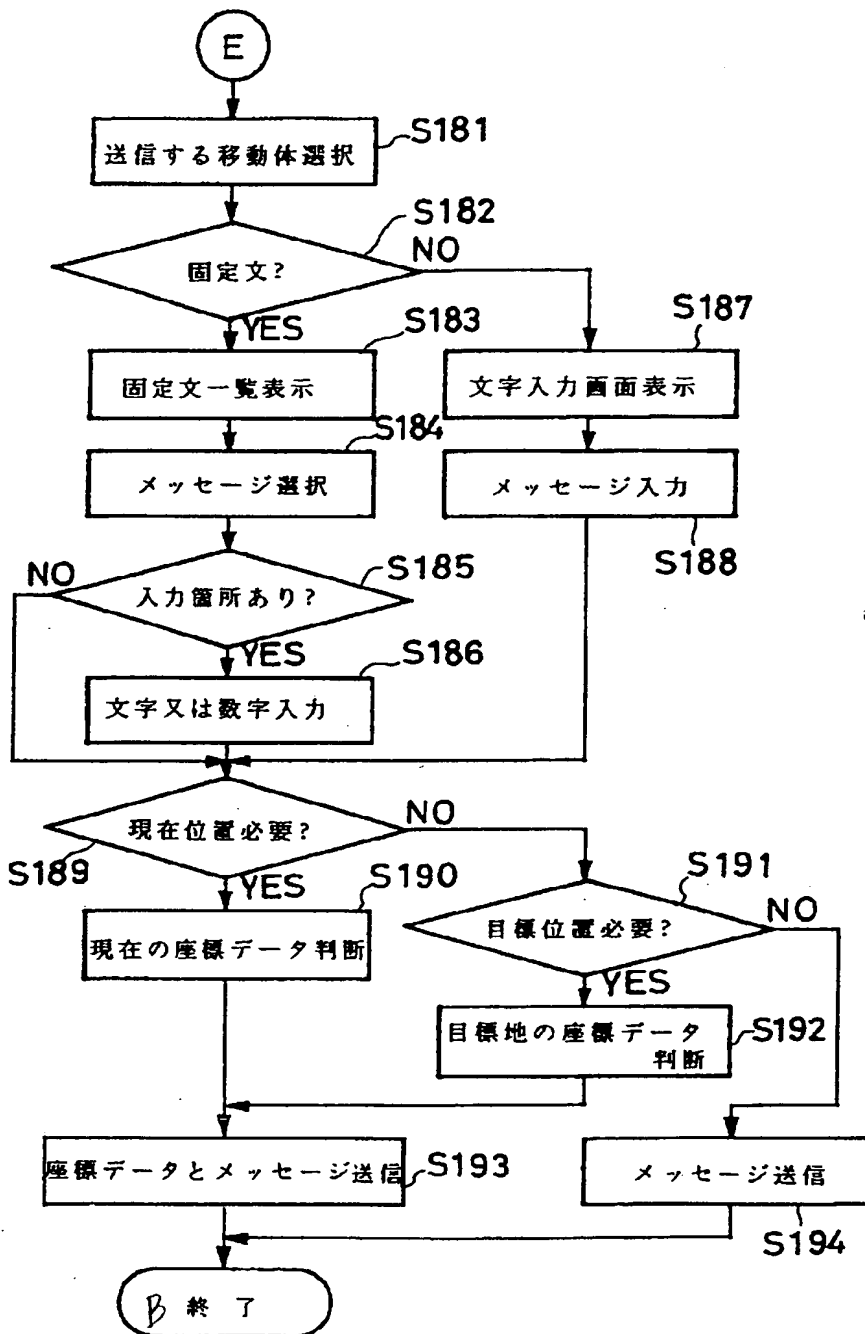 E
送信する移動体選択
S181
S182
固定文?
NO
YES
S183
固定文一覧表示
S187
文字入力画面表示
S184
メッセージ選択
メッセージ入力
S188
S185
NO
入力箇所あり?
YES
S186
文字又は数字入力
現在位置必要?
NO
S189
YES
S190
S191
現在の座標データ判断
目標位置必要?
NO
YES
目標地の座標データ
判断
S192
座標データとメッセージ送信
S193
メッセージ送信
S194
B 終了